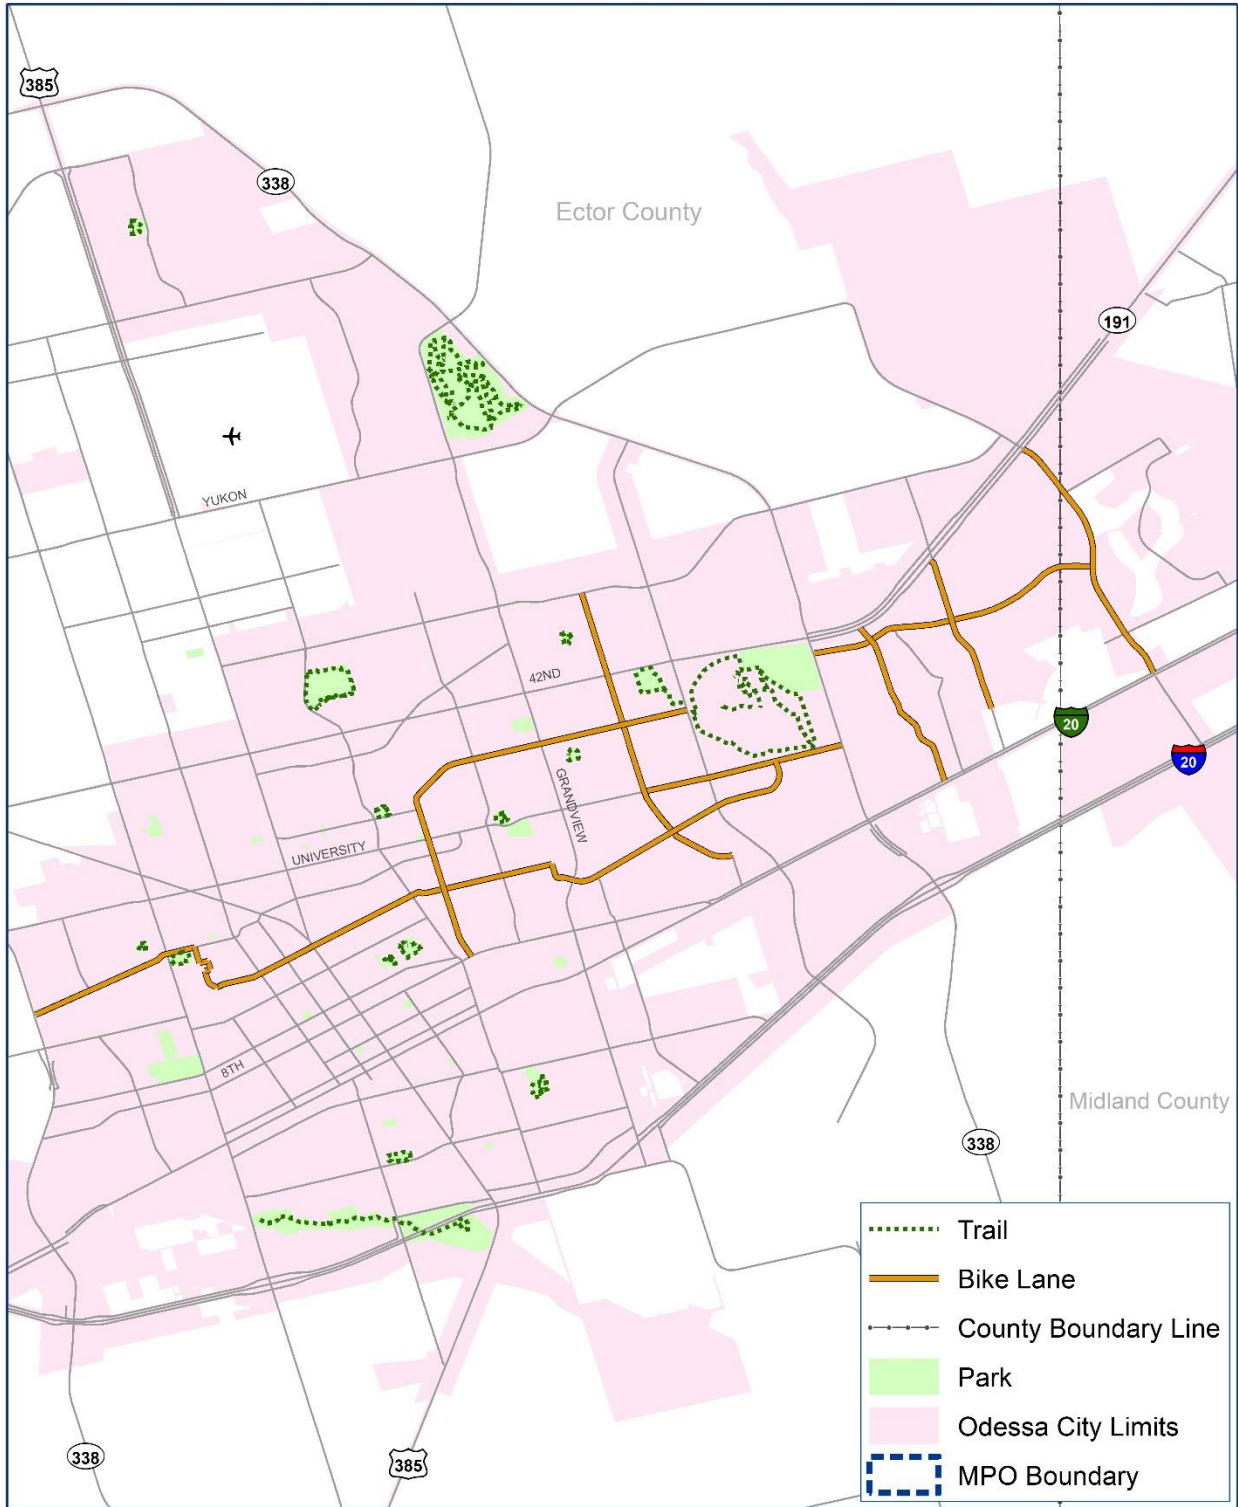 385
338
Ector County
191
YUKON
42ND
20
20
GRANDVIEW
UNIVERSITY
8TH
Midland County
338
Trail
Bike Lane
County Boundary Line
Park
Odessa City Limits
MPO Boundary
338
385